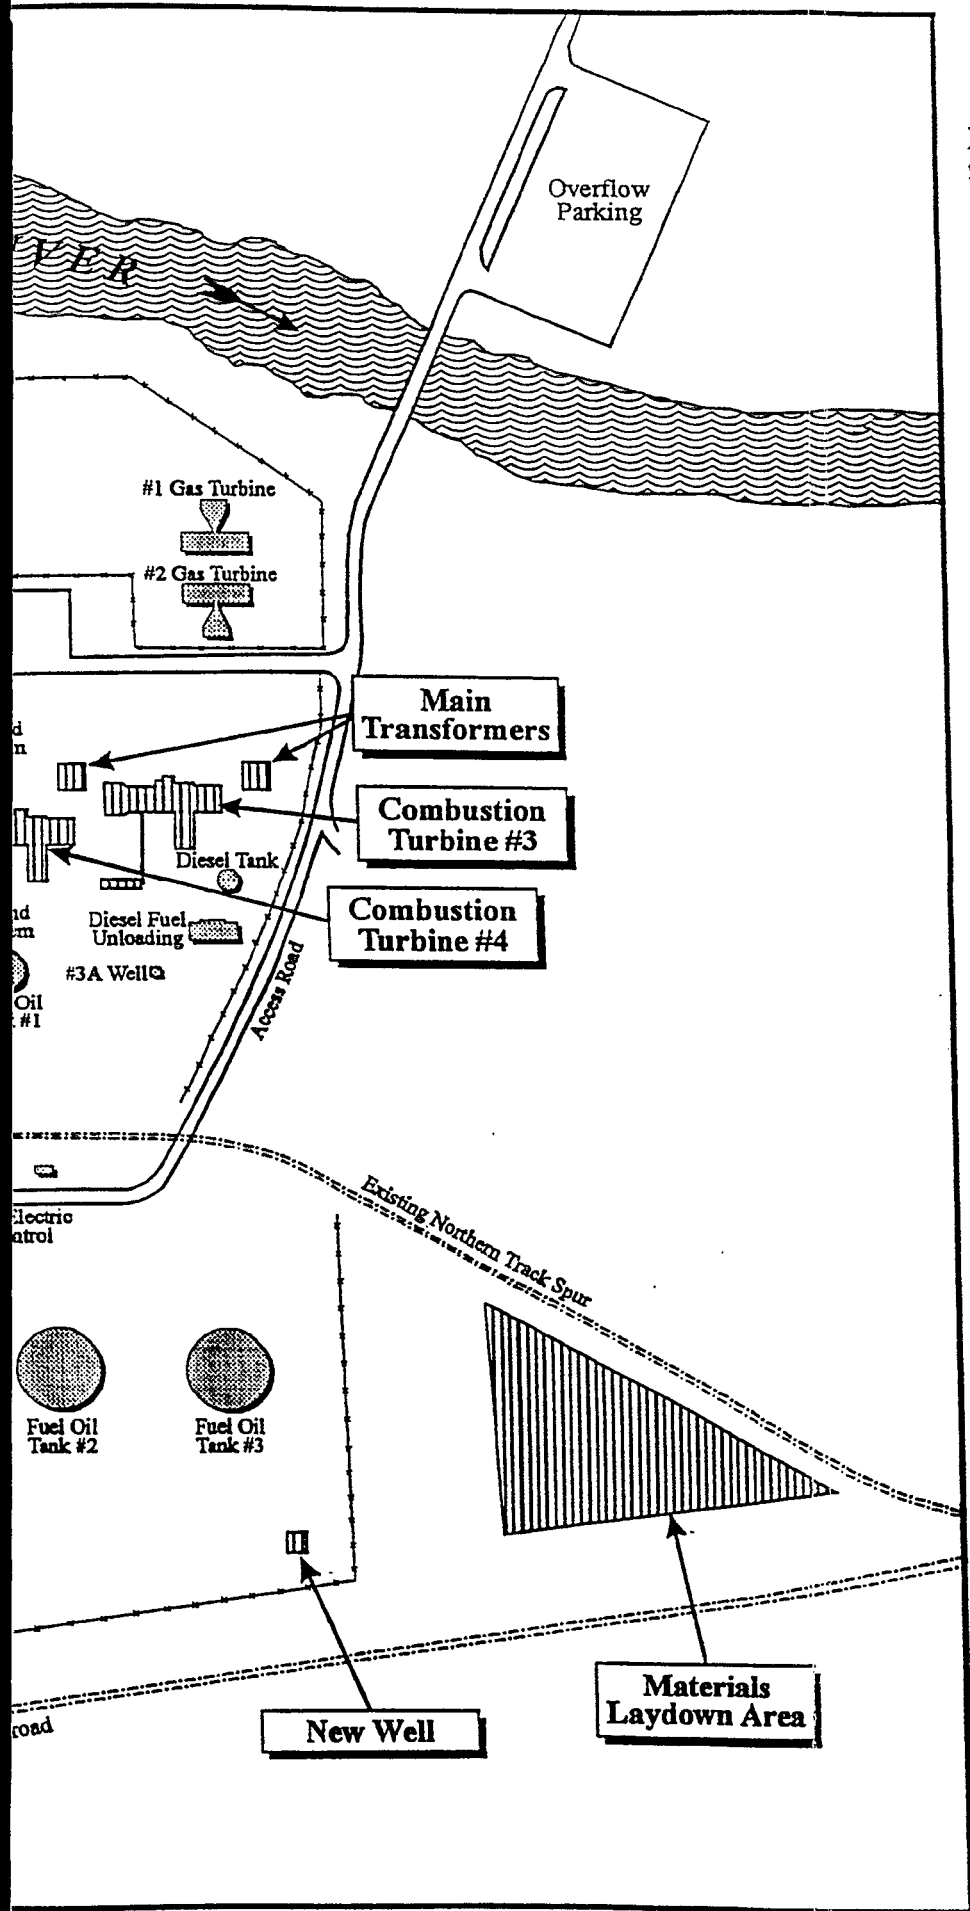 Overflow
Parking
VER
#1 Gas Turbine
#2 Gas Turbine
Main
Transformers
Combustion
Turbine #3
Diesel Tank
Combustion
Turbine #4
Diesel Fuel
Unloading
#3A Well
Oil
#1
Access Road
Existing Northern Track Spur
Electric
ntrol
Fuel Oil
Tank #2
Fuel Oil
Tank #3
Materials
Laydown Area
New Well
road